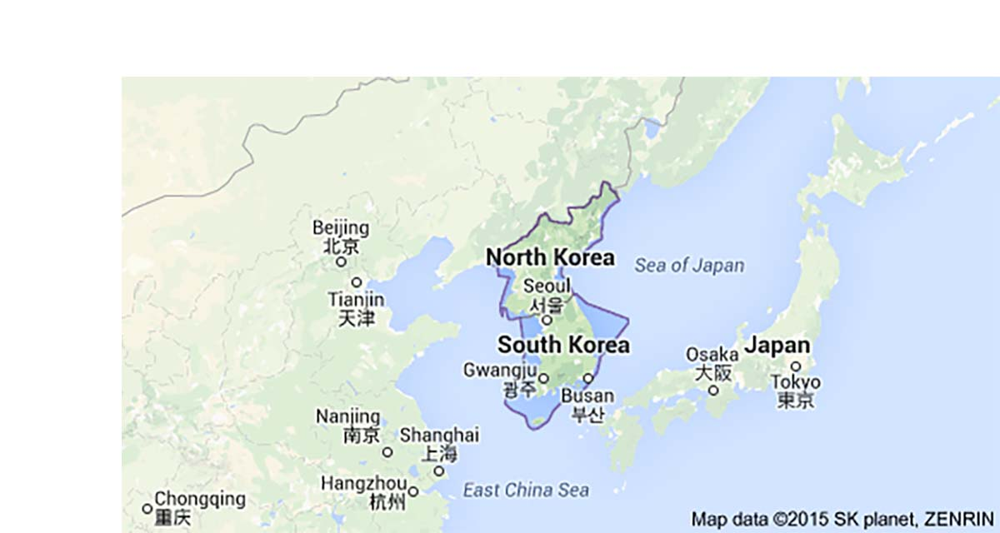 Beijing
北京
Tianjin
天津
North Korea
Sea of Japan
Seoul
서울
South Korea
Gwangju
광주
Busan
부산
Osaka
大阪
Japan
Tokyo
東京
Nanjing
南京
Shanghai
上海
Hangzhou
杭州
East China Sea
Chongqing
重庆
Map data ©2015 SK planet, ZENRIN